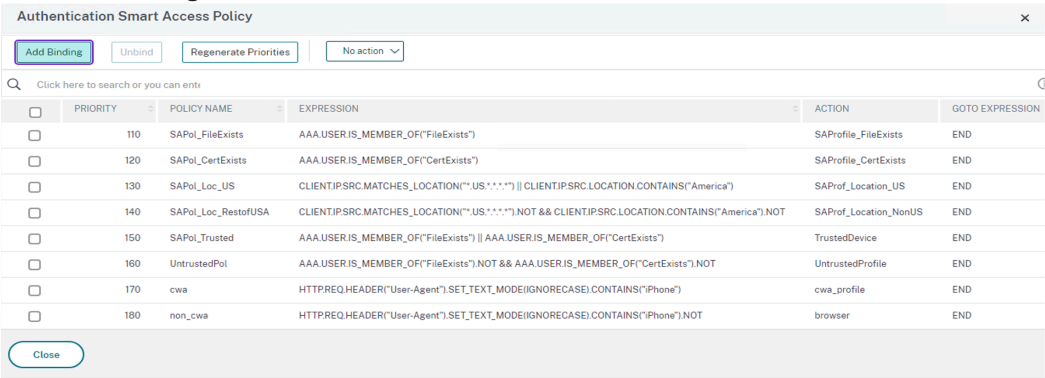 Authentication Smart Access Policy
Add Binding Unbind Regenerate Priorities No action
Click here to search or you can ente
PRIORITY POLICY NAME EXPRESSION ACTION GOTO EXPRESSION
110 SAPol_FileExists AAA.USER.IS_MEMBER_OF("FileExists") SAProfile_FileExists END
120 SAPol_CertExists AAA.USER.IS_MEMBER_OF("CertExists") SAProfile_CertExists END
130 SAPol_Loc_US CLIENT.IP.SRC.MATCHES_LOCATION("*.US.*.*.*.*") || CLIENT.IP.SRC.LOCATION.CONTAINS("America") SAProf_Location_US END
140 SAPol_Loc_RestofUSA CLIENT.IP.SRC.MATCHES_LOCATION("*.US.*.*.*.*").NOT && CLIENT.IP.SRC.LOCATION.CONTAINS("America").NOT SAProf_Location_NonUS END
150 SAPol_Trusted AAA.USER.IS_MEMBER_OF("FileExists") || AAA.USER.IS_MEMBER_OF("CertExists") TrustedDevice END
160 UntrustedPol AAA.USER.IS_MEMBER_OF("FileExists").NOT && AAA.USER.IS_MEMBER_OF("CertExists").NOT UntrustedProfile END
170 cwa HTTP.REQ.HEADER("User-Agent").SET_TEXT_MODE(IGNORECASE).CONTAINS("iPhone") cwa_profile END
180 non_cwa HTTP.REQ.HEADER("User-Agent").SET_TEXT_MODE(IGNORECASE).CONTAINS("iPhone").NOT browser END
Close